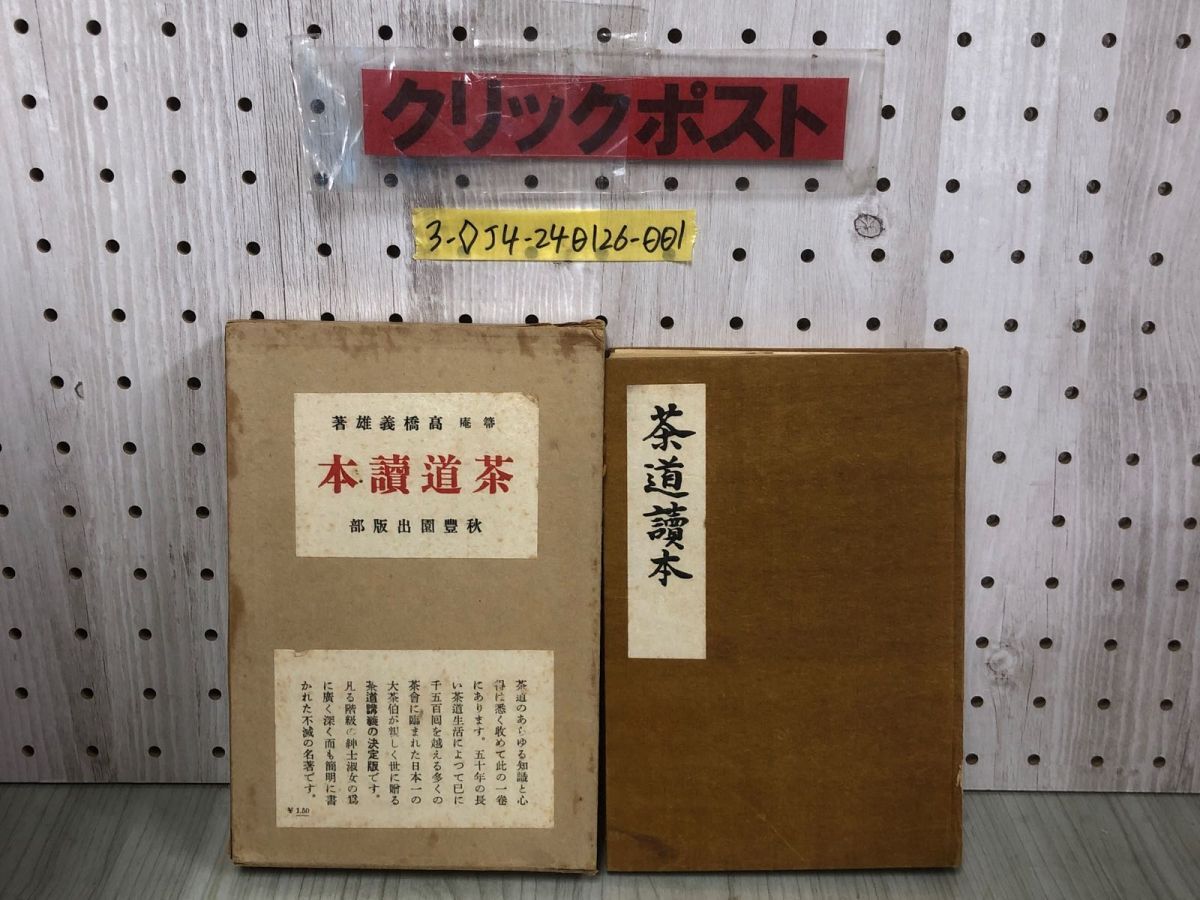 クリックポスト
3-◇J4-240126-001
箒庵 高橋義雄著
茶道讀本
秋豐園出版部
茶道のあらゆる知識と心
得は悉く收めて此の一卷
にあります。五十年の長
い茶道生活によつて已に
千五百囘を越える多くの
茶會に臨まれた日本一の
大茶伯が親しく世に贈る
茶道講義の決定版です。
凡る階級の紳士淑女の爲
に廣く深く而も簡明に書
かれた不滅の名著です。
¥1.50
茶道讀本